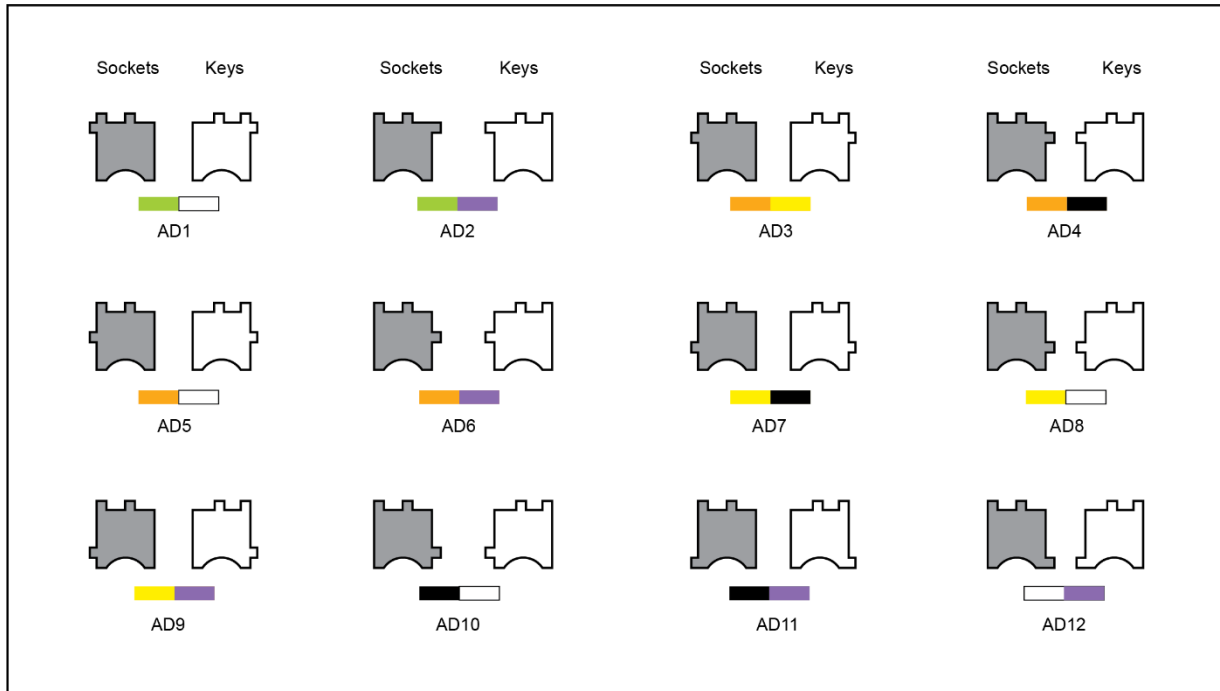 Sockets Keys Sockets Keys Sockets Keys Sockets Keys
AD1 AD2 AD3 AD4
AD5 AD6 AD7 AD8
AD9 AD10 AD11 AD12